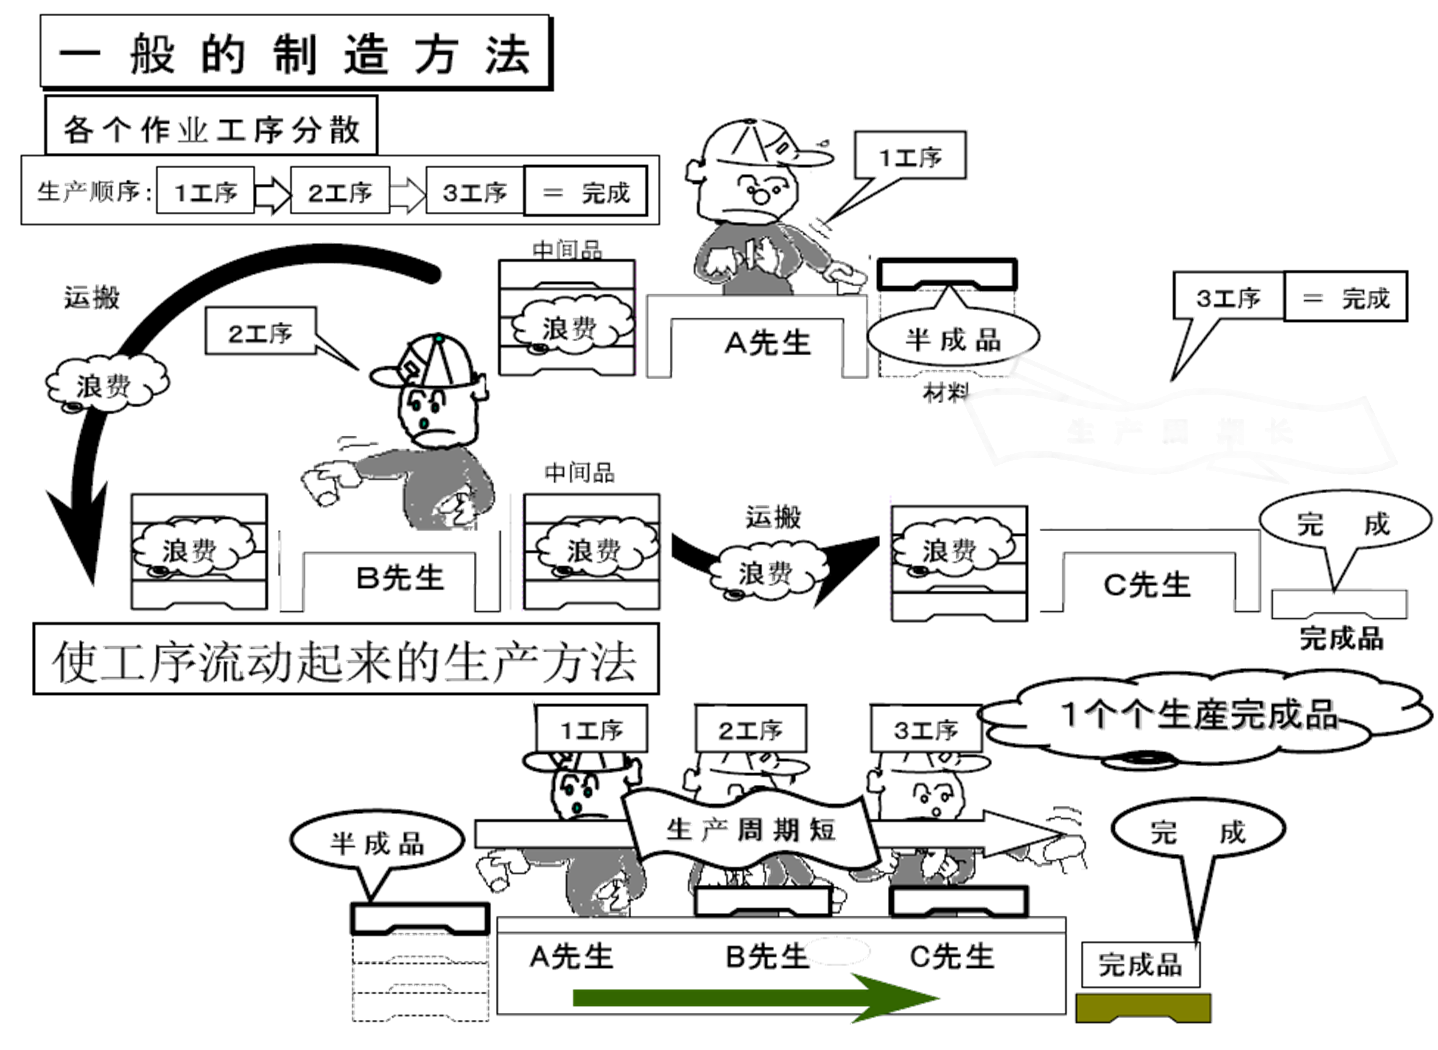 一般的制造方法
各个作业工序分散
生产顺序: 1工序 2工序 3工序 ＝ 完成
1工序
中间品
浪费
A先生
半成品
材料
运搬
浪费
2工序
3工序 ＝ 完成
生产周期长
中间品
浪费
B先生
浪费
运搬
浪费
浪费
C先生
完 成
完成品
使工序流动起来的生产方法
1个个生産完成品
1工序 2工序 3工序
半成品
生产周期短
完 成
A先生 B先生 C先生
完成品